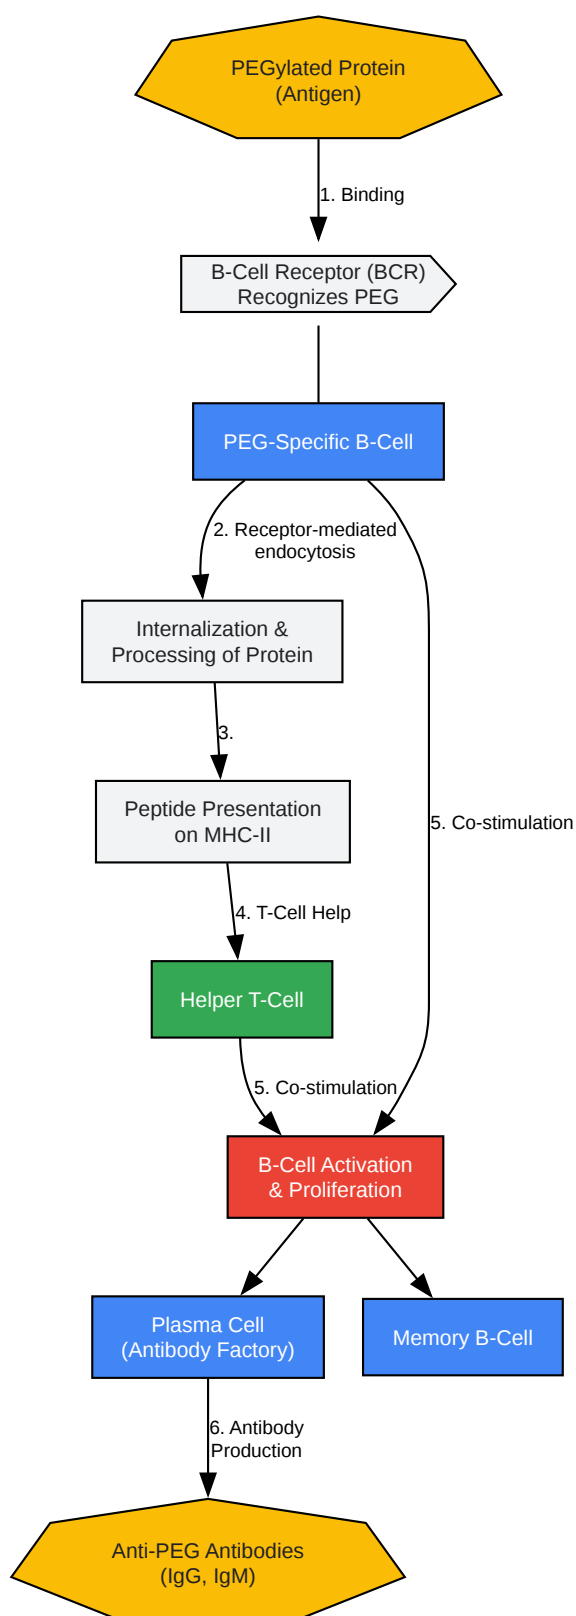 PEGylated Protein
(Antigen)
1. Binding
B-Cell Receptor (BCR)
Recognizes PEG
PEG-Specific B-Cell
2. Receptor-mediated
endocytosis
Internalization &
Processing of Protein
3.
Peptide Presentation
on MHC-II
5. Co-stimulation
4. T-Cell Help
Helper T-Cell
5. Co-stimulation
B-Cell Activation
& Proliferation
Plasma Cell
(Antibody Factory)
Memory B-Cell
6. Antibody
Production
Anti-PEG Antibodies
(IgG, IgM)